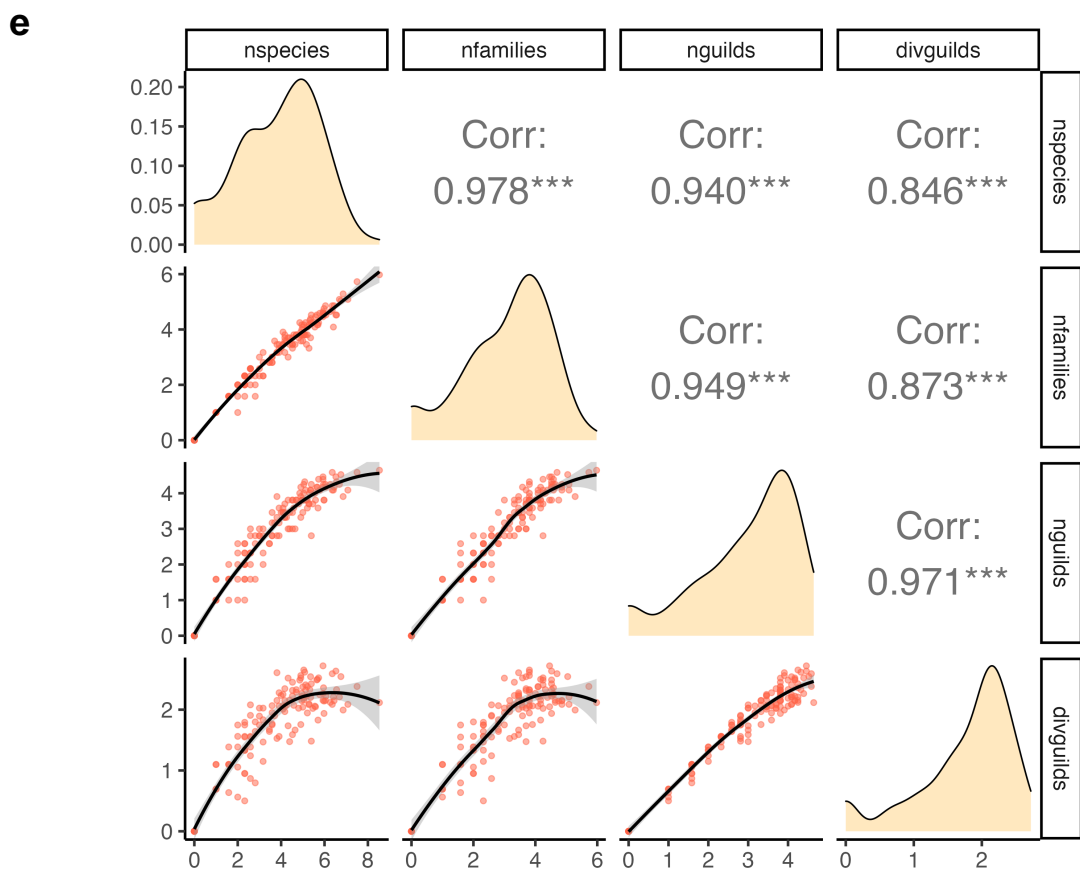 e
nspecies nfamilies nguilds divguilds
0.20
0.15
0.10
0.05
0.00
Corr:
0.978***
Corr:
0.940***
Corr:
0.846***
nspecies
6
4
2
0
Corr:
0.949***
Corr:
0.873***
nfamilies
4
3
2
1
0
Corr:
0.971***
nguilds
2
1
0
divguilds
0 2 4 6 8 0 2 4 6 0 1 2 3 4 0 1 2